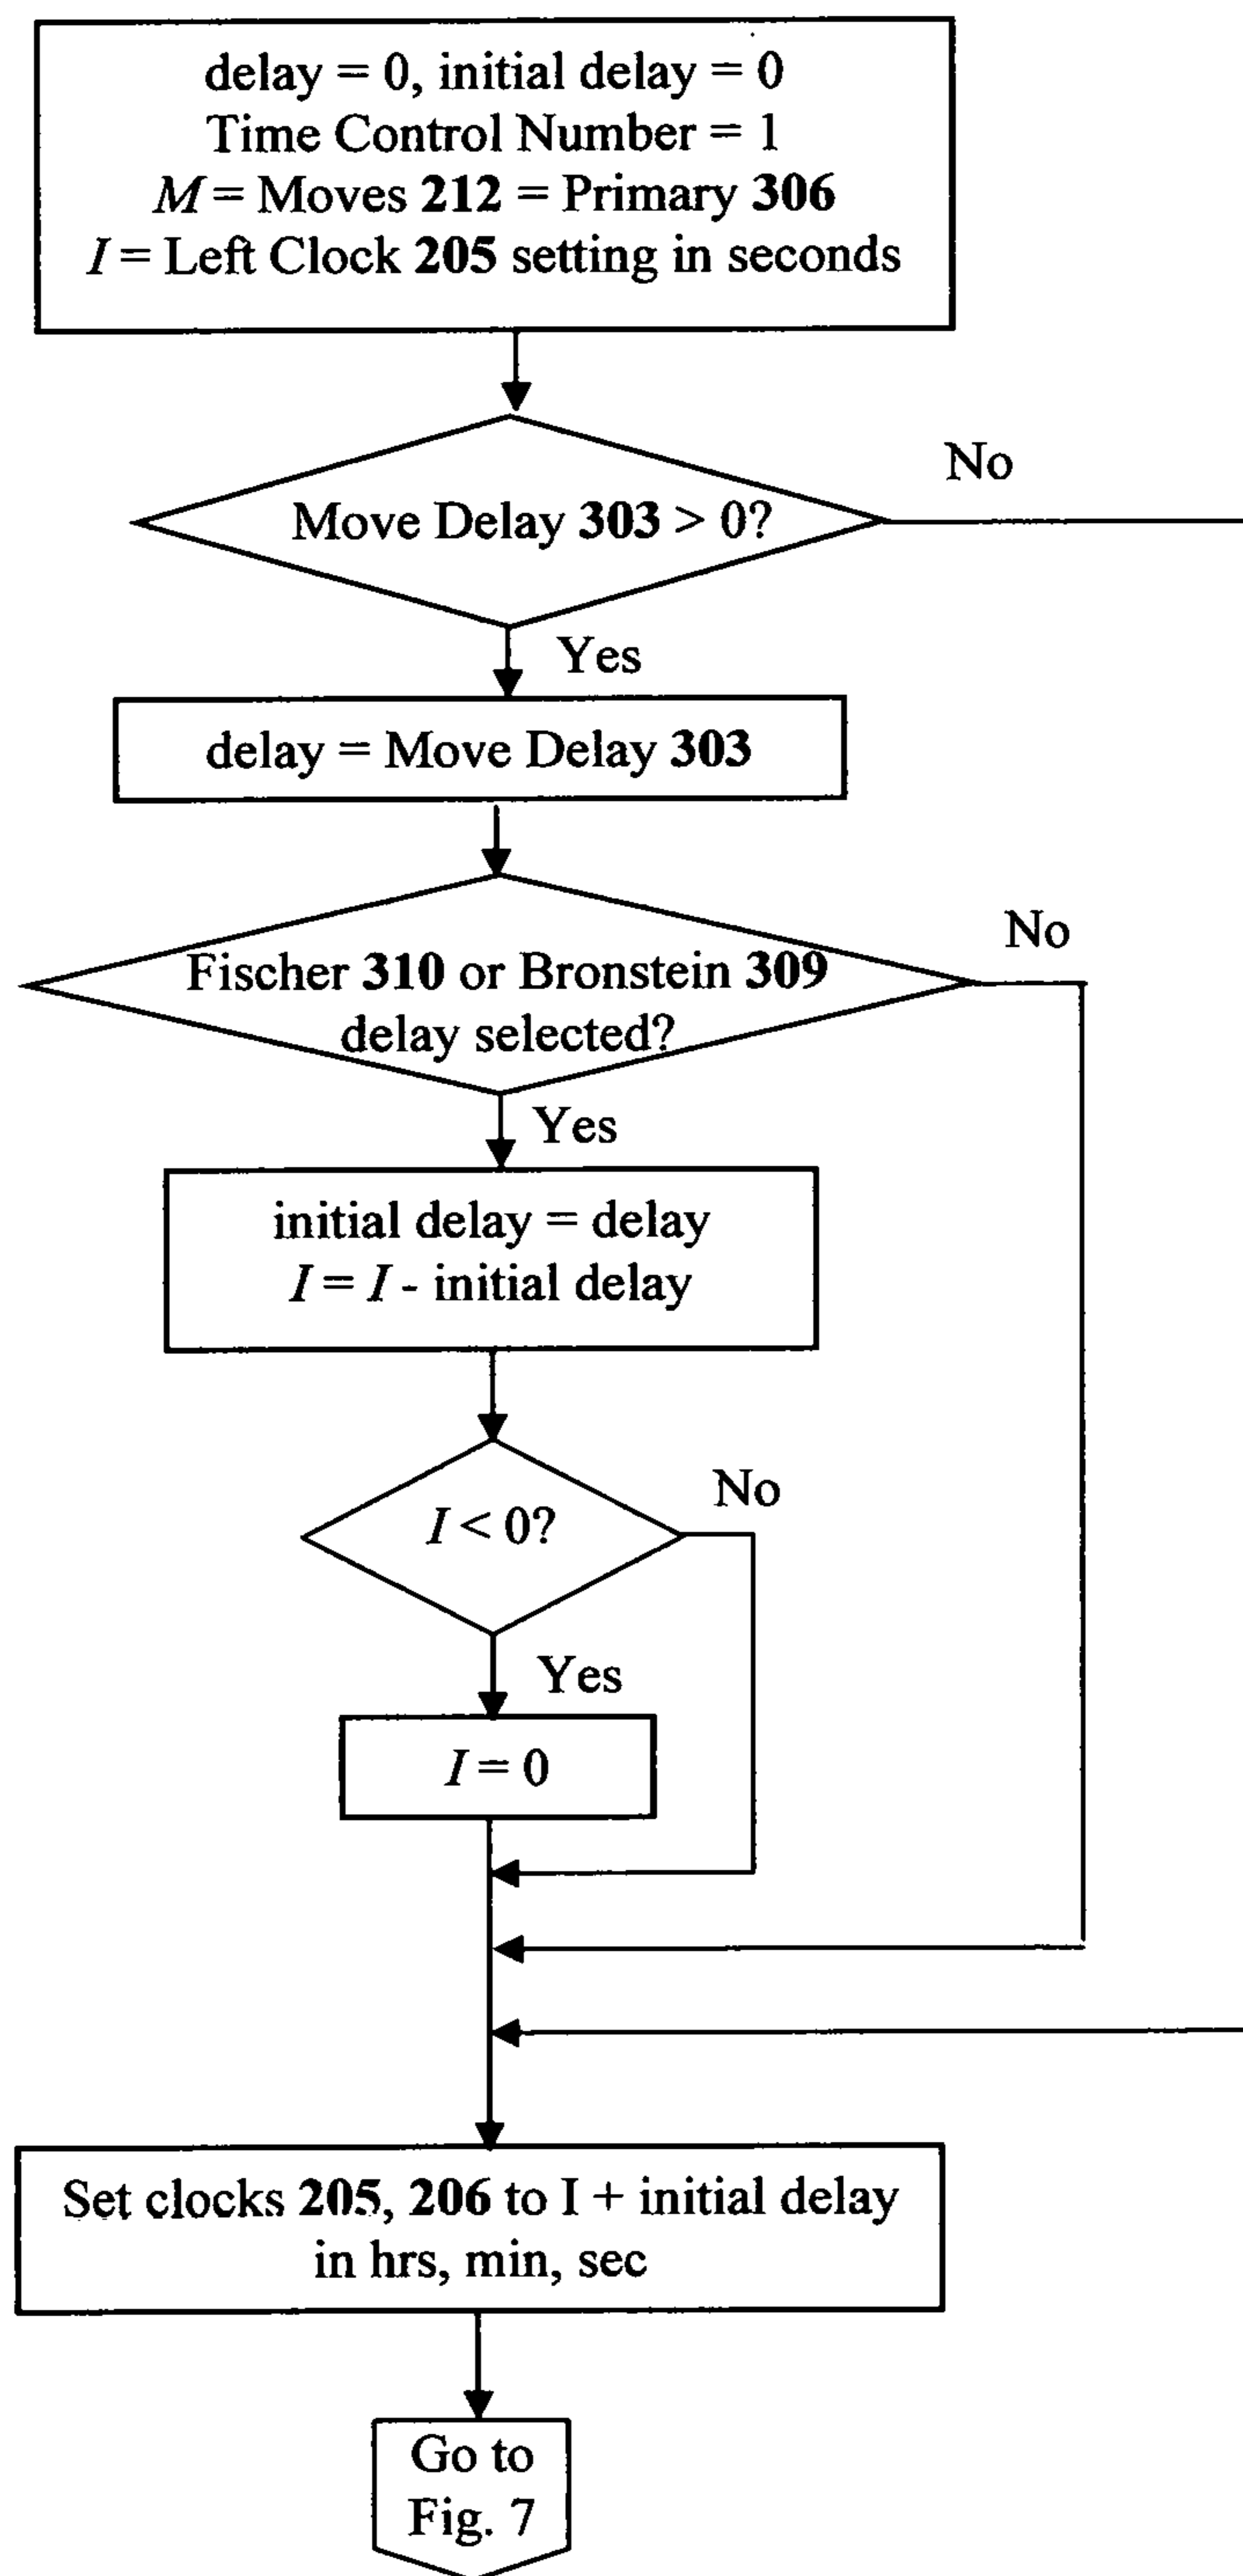 delay = 0, initial delay = 0
Time Control Number = 1
M = Moves 212 = Primary 306
I = Left Clock 205 setting in seconds
Move Delay 303 > 0?
No
Yes
delay = Move Delay 303
Fischer 310 or Bronstein 309
delay selected?
No
Yes
initial delay = delay
I = I - initial delay
I < 0?
No
Yes
I = 0
Set clocks 205, 206 to I + initial delay
in hrs, min, sec
Go to
Fig. 7